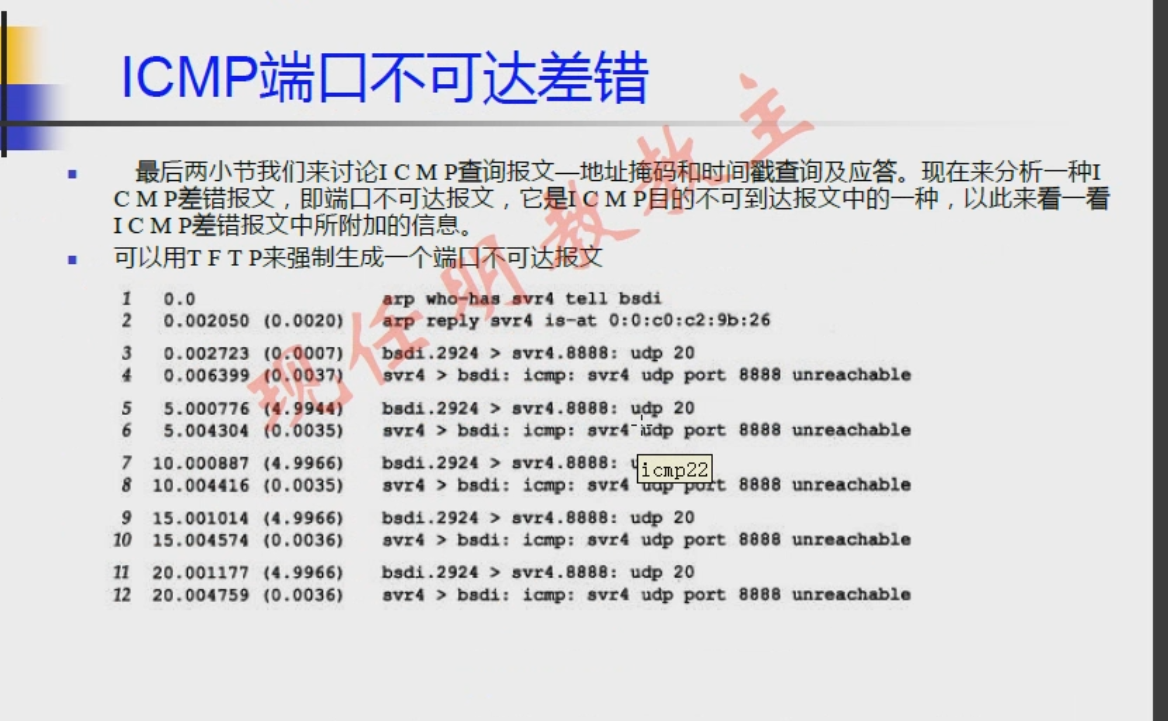 ICMP端口不可达差错
最后两小节我们来讨论I C M P查询报文—地址掩码和时间戳查询及应答。现在来分析一种I
C M P差错报文，即端口不可达报文，它是I C M P目的不可到达报文中的一种，以此来看一看
I C M P差错报文中所附加的信息。
可以用T F T P来强制生成一个端口不可达报文
1 0.0 arp who-has svr4 tell bsdi
2 0.002050 (0.0020) arp reply svr4 is-at 0:0:c0:c2:9b:26
3 0.002723 (0.0007) bsdi.2924 > svr4.8888: udp 20
4 0.006399 (0.0037) svr4 > bsdi: icmp: svr4 udp port 8888 unreachable
5 5.000776 (4.9944) bsdi.2924 > svr4.8888: udp 20
6 5.004304 (0.0035) svr4 > bsdi: icmp: svr4 udp port 8888 unreachable
7 10.000887 (4.9966) bsdi.2924 > svr4.8888:
icmp22
8 10.004416 (0.0035) svr4 > bsdi: icmp: svr4 udp port 8888 unreachable
9 15.001014 (4.9966) bsdi.2924 > svr4.8888: udp 20
10 15.004574 (0.0036) svr4 > bsdi: icmp: svr4 udp port 8888 unreachable
11 20.001177 (4.9966) bsdi.2924 > svr4.8888: udp 20
12 20.004759 (0.0036) svr4 > bsdi: icmp: svr4 udp port 8888 unreachable
现任明教教主